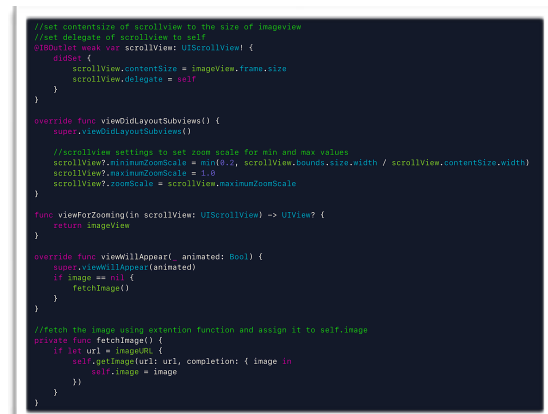 //set contentsize of scrollview to the size of imageview
//set delegate of scrollview to self
@IBOutlet weak var scrollView: UIScrollView! {
didSet {
scrollView.contentSize = imageView.frame.size
scrollView.delegate = self
}
}
override func viewDidLayoutSubviews() {
super.viewDidLayoutSubviews()
//scrollview settings to set zoom scale for min and max values
scrollView?.minimumZoomScale = min(0.2, scrollView.bounds.size.width / scrollView.contentSize.width)
scrollView?.maximumZoomScale = 1.0
scrollView?.zoomScale = scrollView.maximumZoomScale
}
func viewForZooming(in scrollView: UIScrollView) -> UIView? {
return imageView
}
override func viewWillAppear(_ animated: Bool) {
super.viewWillAppear(animated)
if image == nil {
fetchImage()
}
}
//fetch the image using extention function and assign it to self.image
private func fetchImage() {
if let url = imageURL {
self.getImage(url: url, completion: { image in
self.image = image
})
}
}